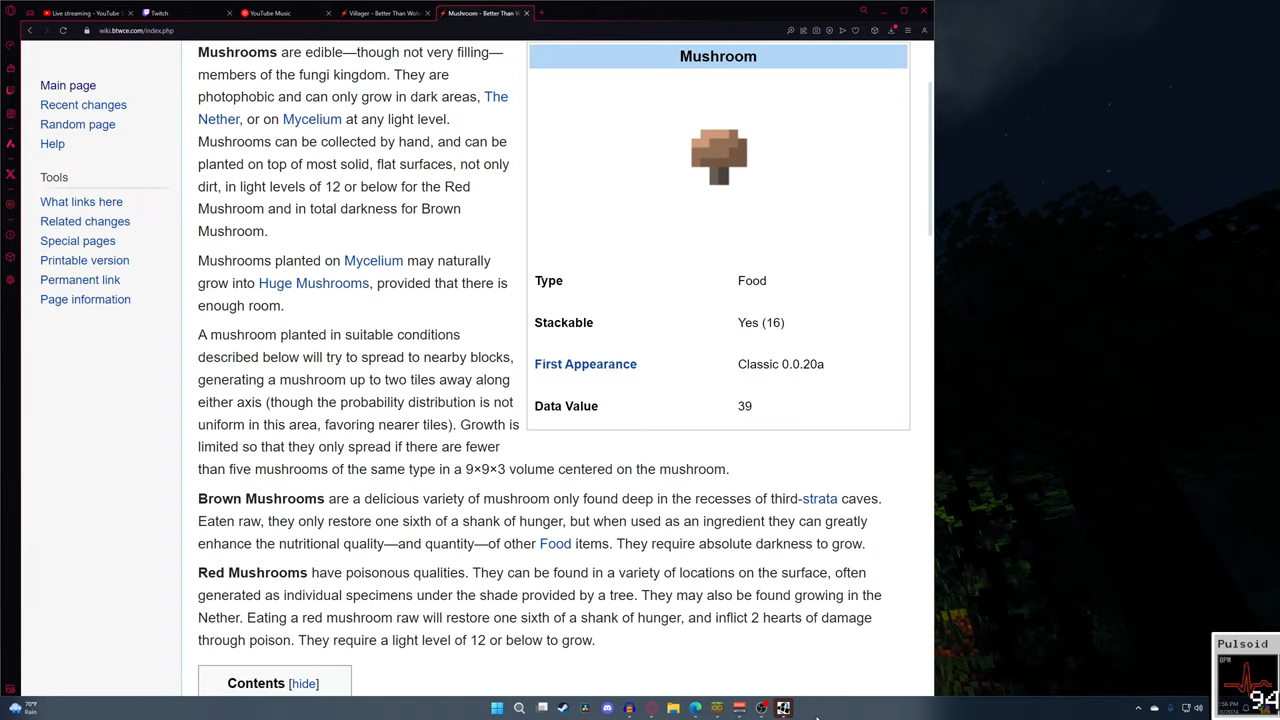 Live streaming - YouTube S
Twitch
YouTube Music
Villager - Better Than Wolv
Mushroom - Better Than W
wiki.btwce.com/index.php
Main page
Recent changes
Random page
Help
Tools
What links here
Related changes
Special pages
Printable version
Permanent link
Page information
Mushrooms are edible—though not very filling—
members of the fungi kingdom. They are
photophobic and can only grow in dark areas, The
Nether, or on Mycelium at any light level.
Mushrooms can be collected by hand, and can be
planted on top of most solid, flat surfaces, not only
dirt, in light levels of 12 or below for the Red
Mushroom and in total darkness for Brown
Mushroom.
Mushrooms planted on Mycelium may naturally
grow into Huge Mushrooms, provided that there is
enough room.
A mushroom planted in suitable conditions
described below will try to spread to nearby blocks,
generating a mushroom up to two tiles away along
either axis (though the probability distribution is not
uniform in this area, favoring nearer tiles). Growth is
limited so that they only spread if there are fewer
than five mushrooms of the same type in a 9×9×3 volume centered on the mushroom.
Mushroom
Type Food
Stackable Yes (16)
First Appearance Classic 0.0.20a
Data Value 39
Brown Mushrooms are a delicious variety of mushroom only found deep in the recesses of third-strata caves.
Eaten raw, they only restore one sixth of a shank of hunger, but when used as an ingredient they can greatly
enhance the nutritional quality—and quantity—of other Food items. They require absolute darkness to grow.
Red Mushrooms have poisonous qualities. They can be found in a variety of locations on the surface, often
generated as individual specimens under the shade provided by a tree. They may also be found growing in the
Nether. Eating a red mushroom raw will restore one sixth of a shank of hunger, and inflict 2 hearts of damage
through poison. They require a light level of 12 or below to grow.
Contents [hide]
Pulsoid
BPM
94
70°F
Rain